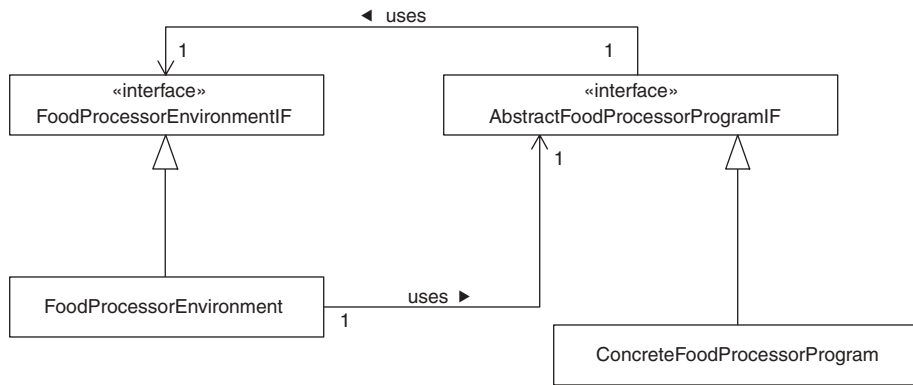 ◄ uses
1
1
«interface»
FoodProcessorEnvironmentIF
«interface»
AbstractFoodProcessorProgramIF
1
FoodProcessorEnvironment
uses ►
1
ConcreteFoodProcessorProgram